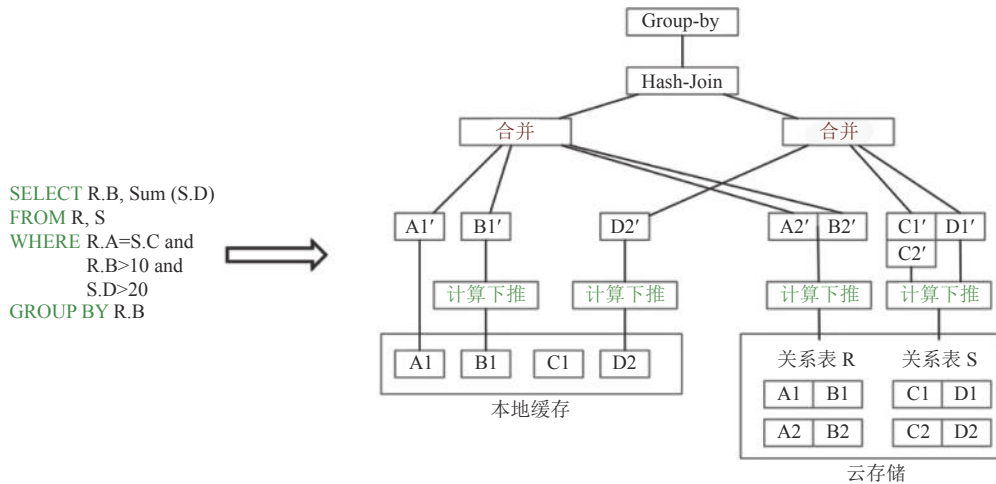 Group-by
Hash-Join
合并
合并
SELECT R.B, Sum (S.D)
FROM R, S
WHERE R.A=S.C and
R.B>10 and
S.D>20
GROUP BY R.B
A1′
B1′
D2′
A2′ B2′
C1′ D1′
C2′
计算下推
计算下推
计算下推
计算下推
A1
B1
C1
D2
本地缓存
关系表 R
关系表 S
A1 B1
C1 D1
A2 B2
C2 D2
云存储